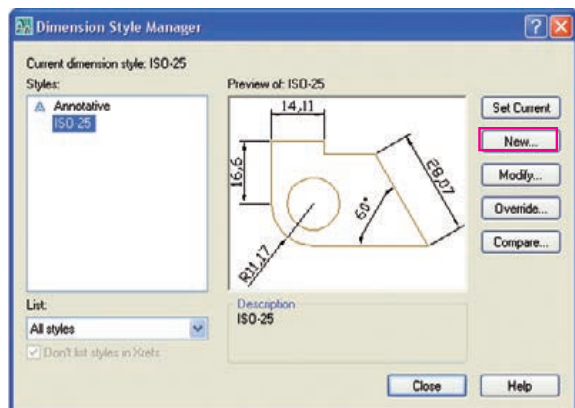 Dimension Style Manager
Current dimension style: ISO-25
Styles:
Annotative
ISO-25
Preview of: ISO-25
14,11
16,6
R11,17
60°
28,07
Set Current
New...
Modify...
Override...
Compare...
List:
All styles
Don't list styles in Xrefs
Description
ISO-25
Close
Help